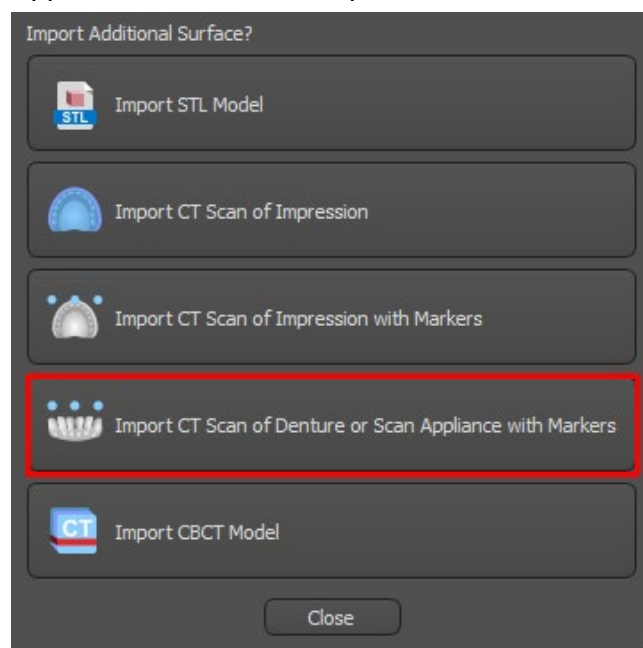 Import Additional Surface?
STL
Import STL Model
Import CT Scan of Impression
Import CT Scan of Impression with Markers
Import CT Scan of Denture or Scan Appliance with Markers
CT
Import CBCT Model
Close